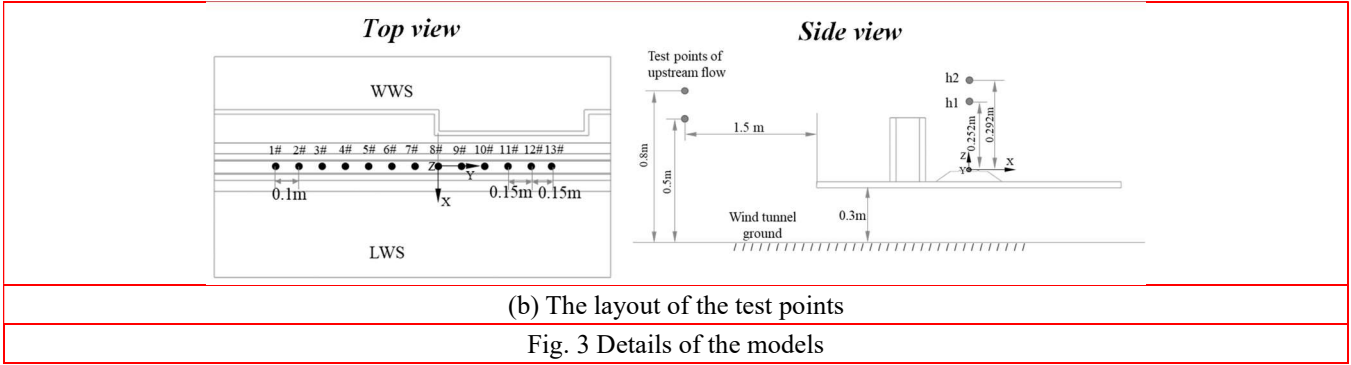 Top view
WWS
1# 2# 3# 4# 5# 6# 7# 8# 9# 10# 11# 12# 13#
Z
Y
0.1m
X
0.15m
0.15m
LWS
Side view
Test points of
upstream flow
h2
h1
1.5 m
0.8m
0.5m
0.252m
0.292m
Z
Y
X
0.3m
Wind tunnel
ground
(b) The layout of the test points
Fig. 3 Details of the models